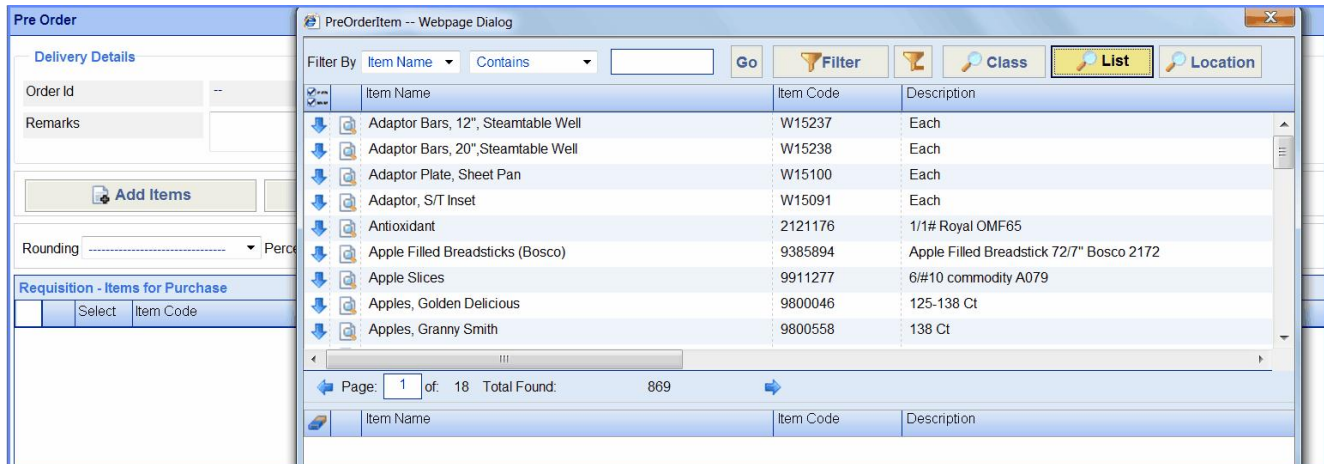 Pre Order
Delivery Details
Order Id --
Remarks
Add Items
Rounding -------------------------------- Perce
Requisition - Items for Purchase
Select Item Code
PreOrderItem -- Webpage Dialog
Filter By Item Name Contains Go Filter Class List Location
Item Name Item Code Description
Adaptor Bars, 12", Steamtable Well W15237 Each
Adaptor Bars, 20",Steamtable Well W15238 Each
Adaptor Plate, Sheet Pan W15100 Each
Adaptor, S/T Inset W15091 Each
Antioxidant 2121176 1/1# Royal OMF65
Apple Filled Breadsticks (Bosco) 9385894 Apple Filled Breadstick 72/7" Bosco 2172
Apple Slices 9911277 6/#10 commodity A079
Apples, Golden Delicious 9800046 125-138 Ct
Apples, Granny Smith 9800558 138 Ct
Page: 1 of: 18 Total Found: 869
Item Name Item Code Description